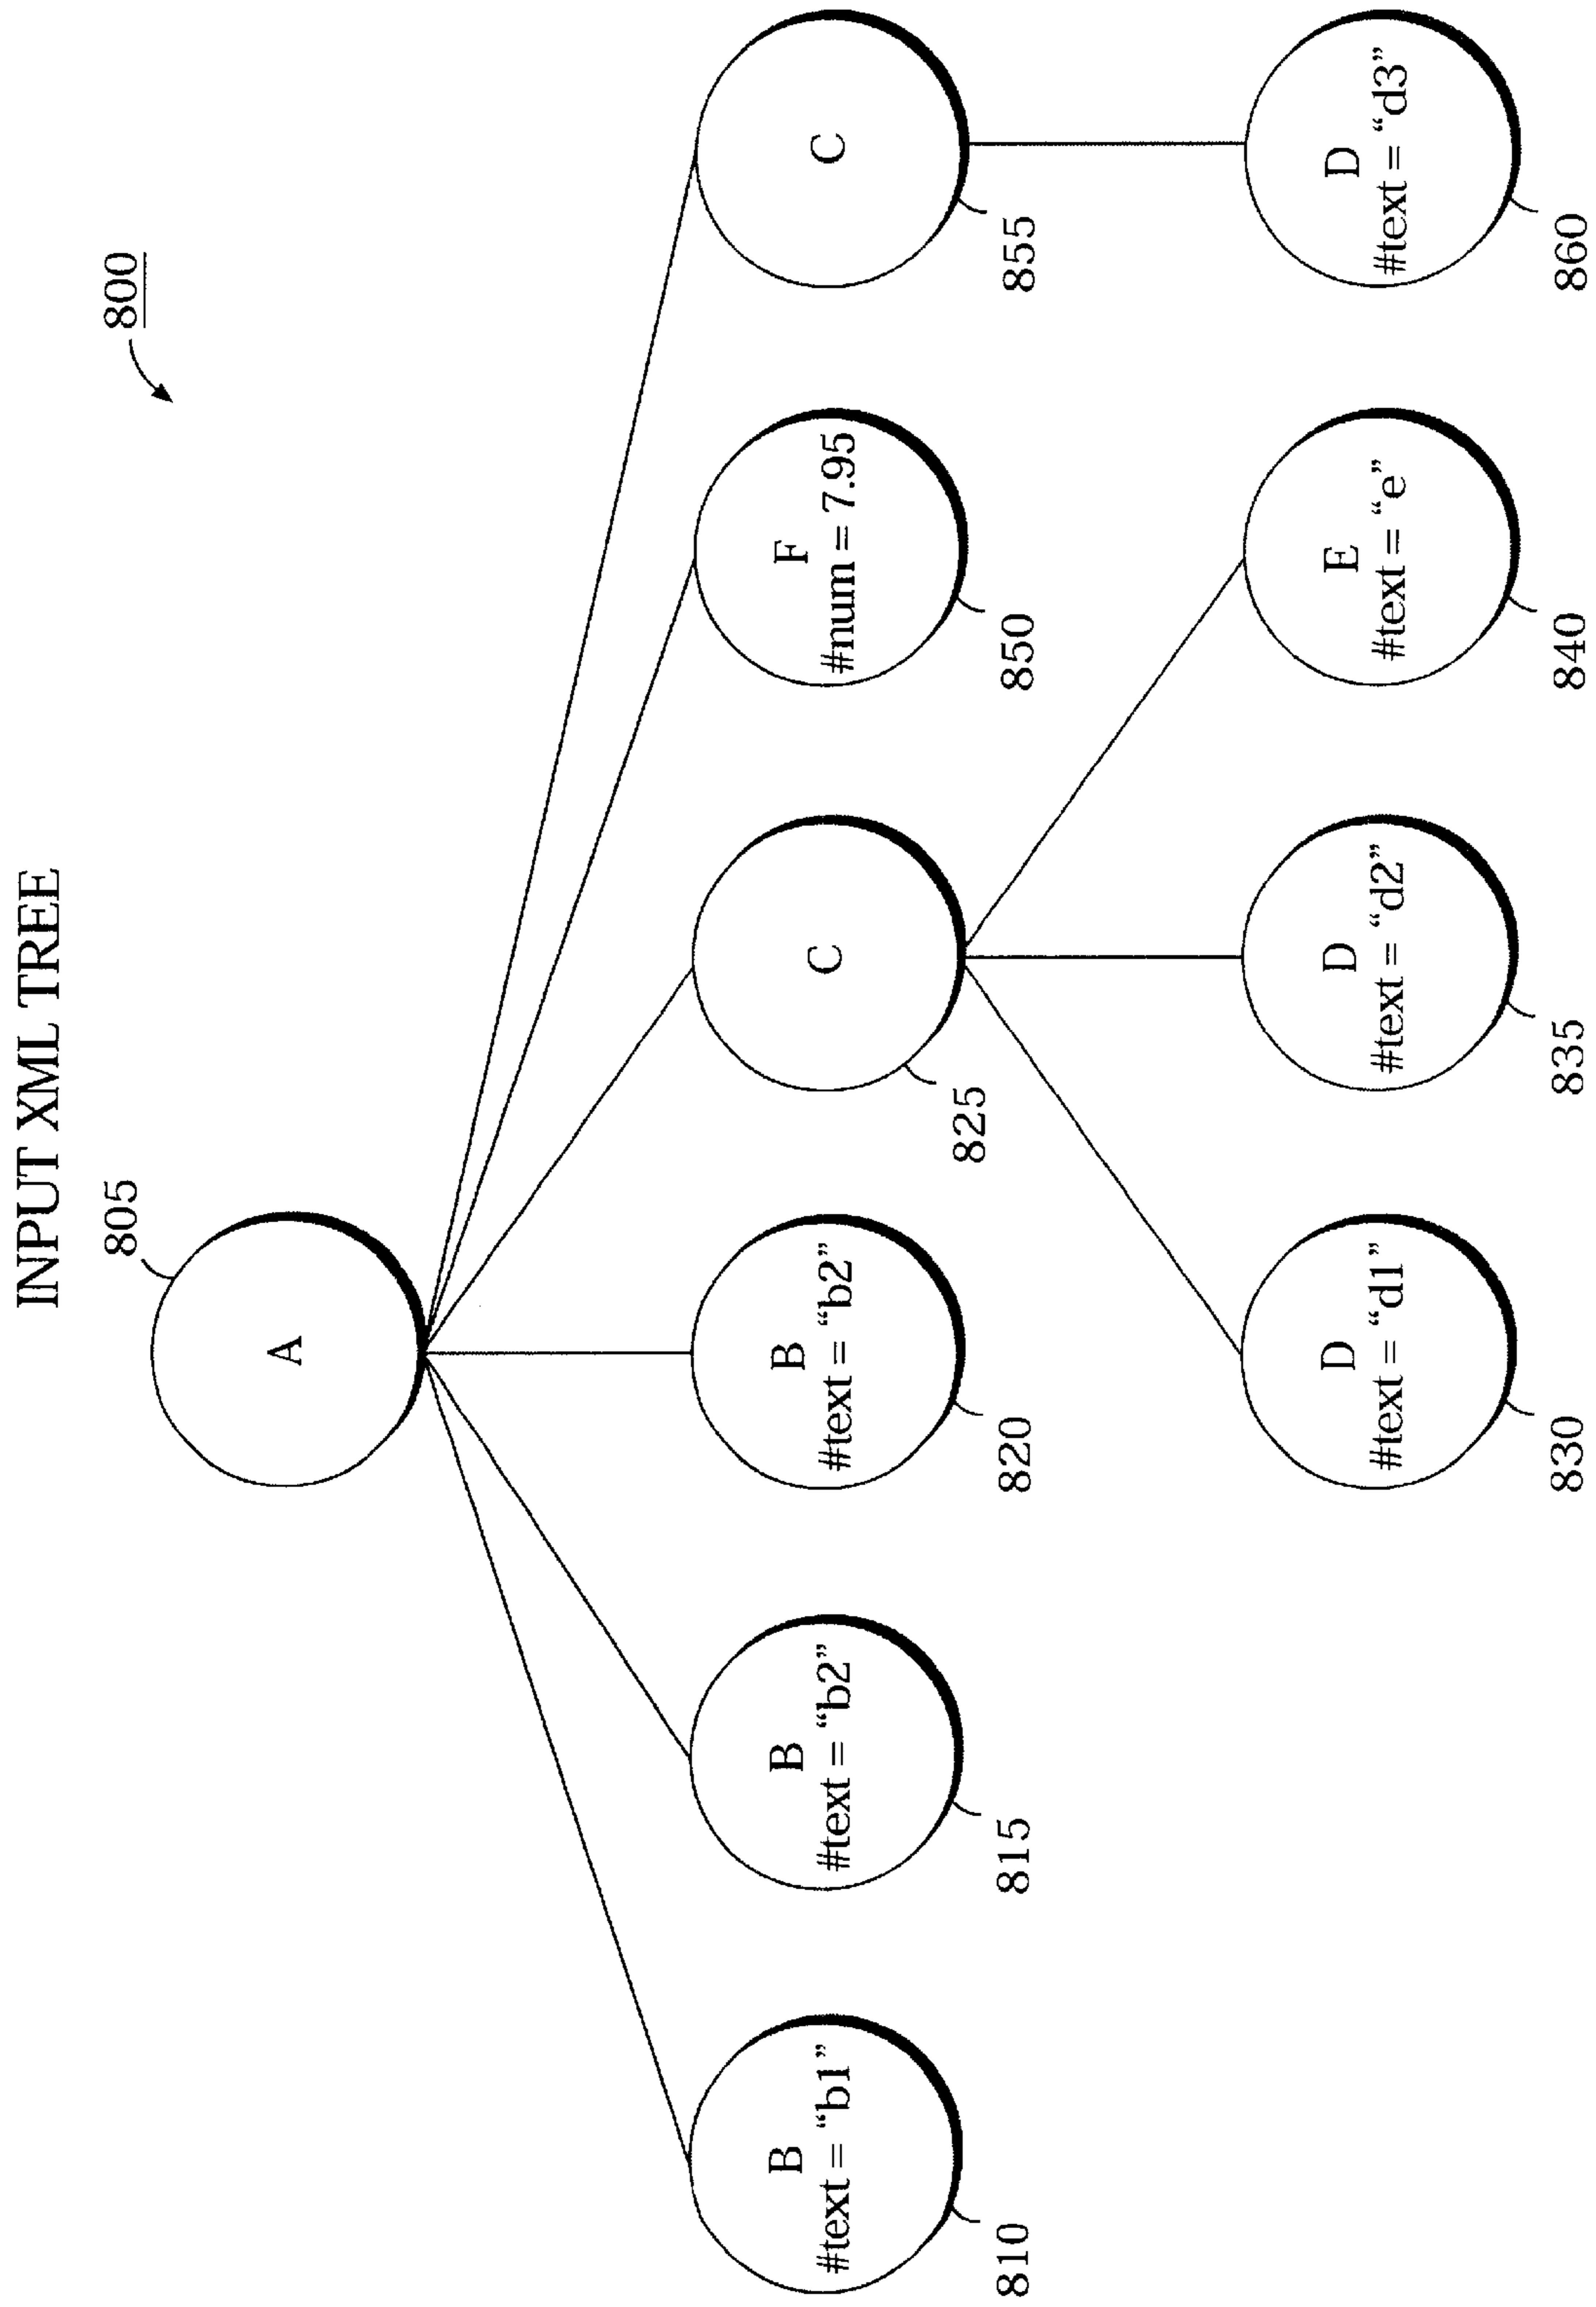 INPUT XML TREE
800
805
A
B
#text = “b1”
810
B
#text = “b2”
815
B
#text = “b2”
820
C
825
F
#num = 7.95
850
C
855
D
#text = “d1”
830
D
#text = “d2”
835
E
#text = “e”
840
D
#text = “d3”
860